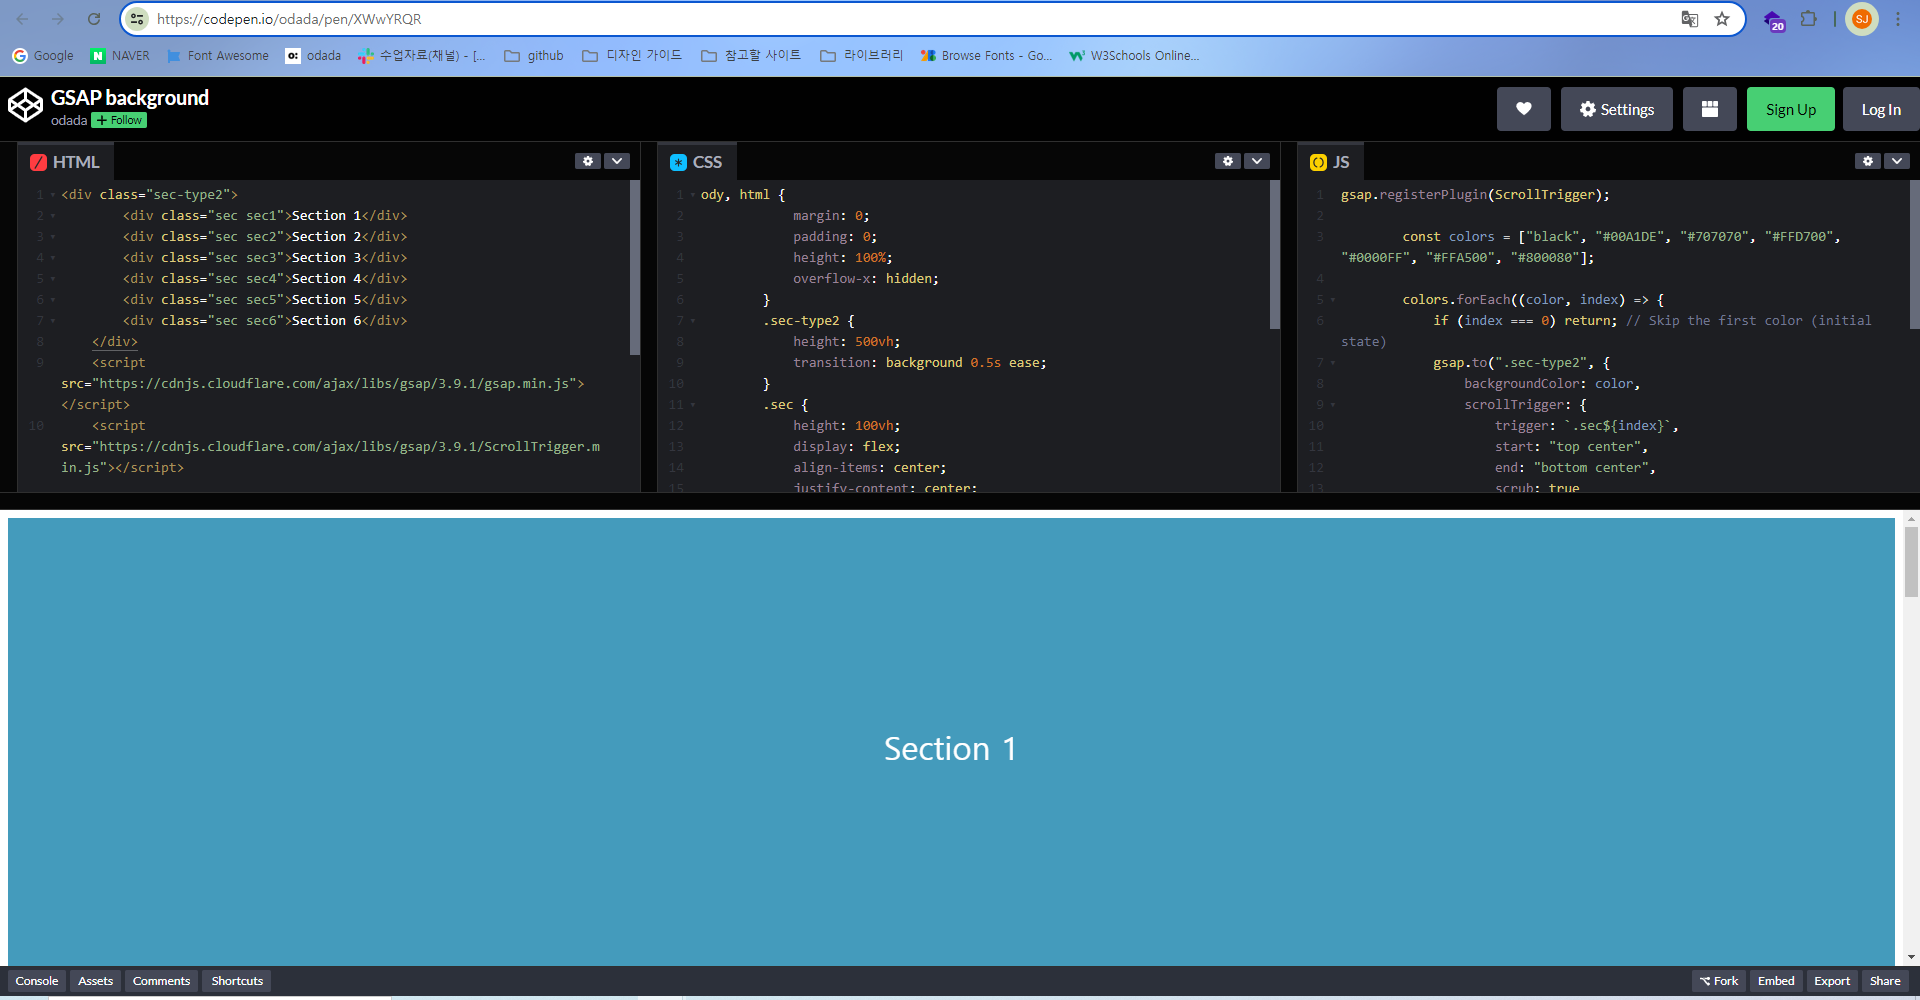 https://codepen.io/odada/pen/XWwYRQR
20
SJ
Google
NAVER
Font Awesome
odada
수업자료(채널) - [...
github
디자인 가이드
참고할 사이트
라이브러리
Browse Fonts - Go...
W3Schools Online...
GSAP background
odada
+ Follow
Settings
Sign Up
Log In
HTML
1 <div class="sec-type2">
2 <div class="sec sec1">Section 1</div>
3 <div class="sec sec2">Section 2</div>
4 <div class="sec sec3">Section 3</div>
5 <div class="sec sec4">Section 4</div>
6 <div class="sec sec5">Section 5</div>
7 <div class="sec sec6">Section 6</div>
8 </div>
9 <script
src="https://cdnjs.cloudflare.com/ajax/libs/gsap/3.9.1/gsap.min.js">
</script>
10 <script
src="https://cdnjs.cloudflare.com/ajax/libs/gsap/3.9.1/ScrollTrigger.m
in.js"></script>
CSS
1 ody, html {
2 margin: 0;
3 padding: 0;
4 height: 100%;
5 overflow-x: hidden;
6 }
7 .sec-type2 {
8 height: 500vh;
9 transition: background 0.5s ease;
10 }
11 .sec {
12 height: 100vh;
13 display: flex;
14 align-items: center;
15 justify-content: center;
JS
1 gsap.registerPlugin(ScrollTrigger);
2
3 const colors = ["black", "#00A1DE", "#707070", "#FFD700",
"#0000FF", "#FFA500", "#800080"];
4
5 colors.forEach((color, index) => {
6 if (index === 0) return; // Skip the first color (initial
state)
7 gsap.to(".sec-type2", {
8 backgroundColor: color,
9 scrollTrigger: {
10 trigger: `.sec${index}`,
11 start: "top center",
12 end: "bottom center",
13 scrub: true
Section 1
Console
Assets
Comments
Shortcuts
Fork
Embed
Export
Share